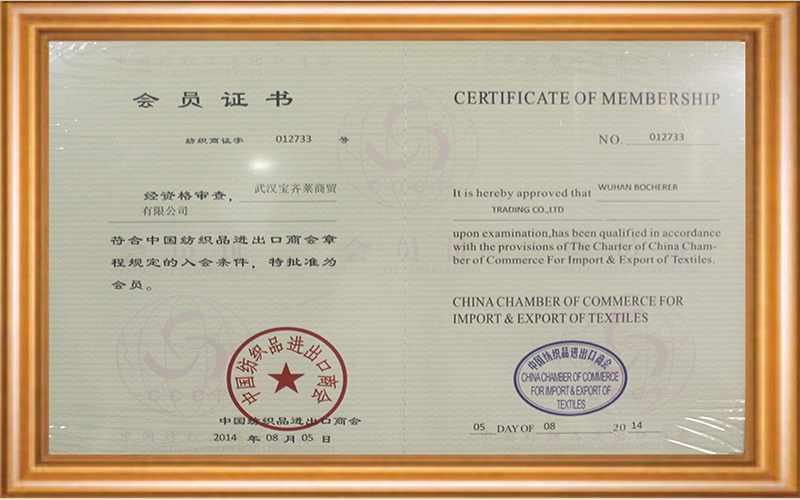 会员证书
纺织商证字 012733 号
经资格审查, 武汉宝齐莱商贸
有限公司
符合中国纺织品进出口商会章
程规定的入会条件, 特批准为
会员。
中国纺织品进出口商会
中国纺织品进出口商会
2014 年 08 月 05 日
CERTIFICATE OF MEMBERSHIP
NO. 012733
It is hereby approved that WUHAN BOCHERER
TRADING CO.,LTD
upon examination,has been qualified in accordance
with the provisions of The Charter of China Cham-
ber of Commerce For Import & Export of Textiles.
CHINA CHAMBER OF COMMERCE FOR
IMPORT & EXPORT OF TEXTILES
中国纺织品进出口商会
CHINA CHAMBER OF COMMERCE
FOR IMPORT & EXPORT OF
TEXTILES
05 DAY OF 08 20 14